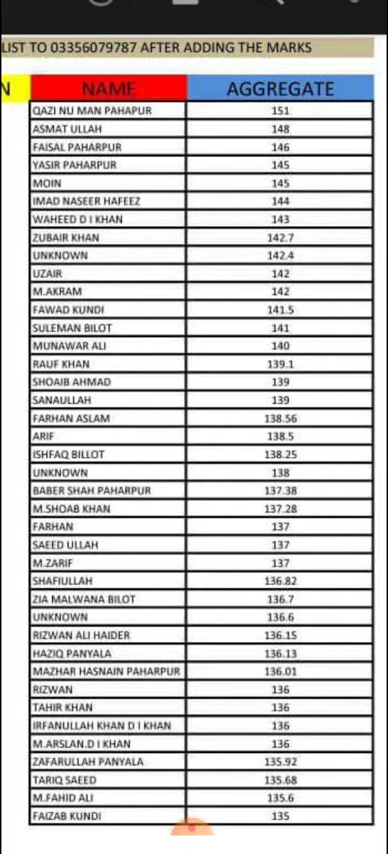 LIST TO 03356079787 AFTER ADDING THE MARKS
N NAME AGGREGATE
QAZI NU MAN PAHAPUR 151
ASMAT ULLAH 148
FAISAL PAHARPUR 146
YASIR PAHARPUR 145
MOIN 145
IMAD NASEER HAFEEZ 144
WAHEED D I KHAN 143
ZUBAIR KHAN 142.7
UNKNOWN 142.4
UZAIR 142
M.AKRAM 142
FAWAD KUNDI 141.5
SULEMAN BILOT 141
MUNAWAR ALI 140
RAUF KHAN 139.1
SHOAIB AHMAD 139
SANAULLAH 139
FARHAN ASLAM 138.56
ARIF 138.5
ISHFAQ BILLOT 138.25
UNKNOWN 138
BABER SHAH PAHARPUR 137.38
M.SHOAB KHAN 137.28
FARHAN 137
SAEED ULLAH 137
M.ZARIF 137
SHAFIULLAH 136.82
ZIA MALWANA BILOT 136.7
UNKNOWN 136.6
RIZWAN ALI HAIDER 136.15
HAZIQ PANYALA 136.13
MAZHAR HASNAIN PAHARPUR 136.01
RIZWAN 136
TAHIR KHAN 136
IRFANULLAH KHAN D I KHAN 136
M.ARSLAN.D I KHAN 136
ZAFARULLAH PANYALA 135.92
TARIQ SAEED 135.68
M.FAHID ALI 135.6
FAIZAB KUNDI 135